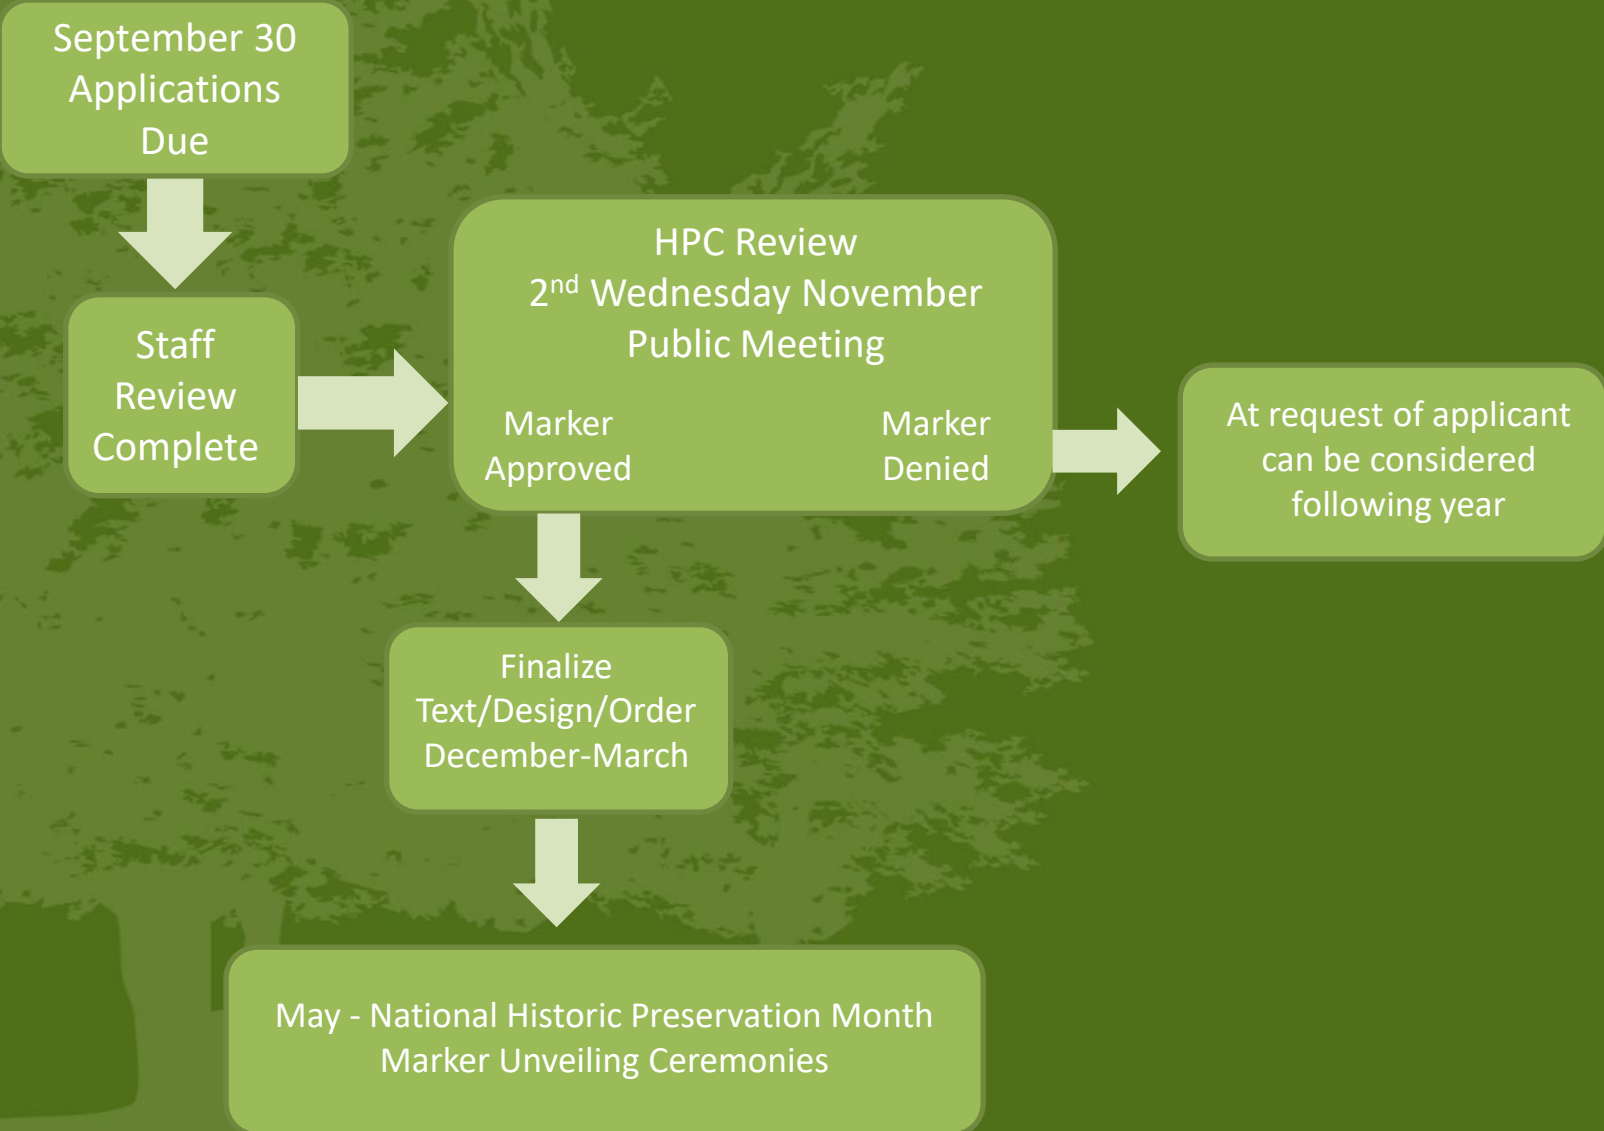 September 30
Applications
Due
Staff
Review
Complete
HPC Review
2nd Wednesday November
Public Meeting
Marker
Approved
Marker
Denied
At request of applicant
can be considered
following year
Finalize
Text/Design/Order
December-March
May - National Historic Preservation Month
Marker Unveiling Ceremonies